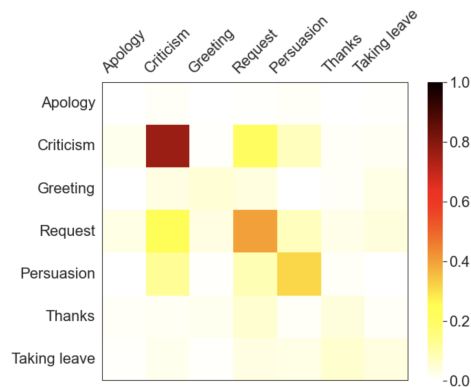 Apology
Criticism
Greeting
Request
Persuasion
Thanks
Taking leave
Apology
Criticism
Greeting
Request
Persuasion
Thanks
Taking leave
1.0
0.8
0.6
0.4
0.2
0.0